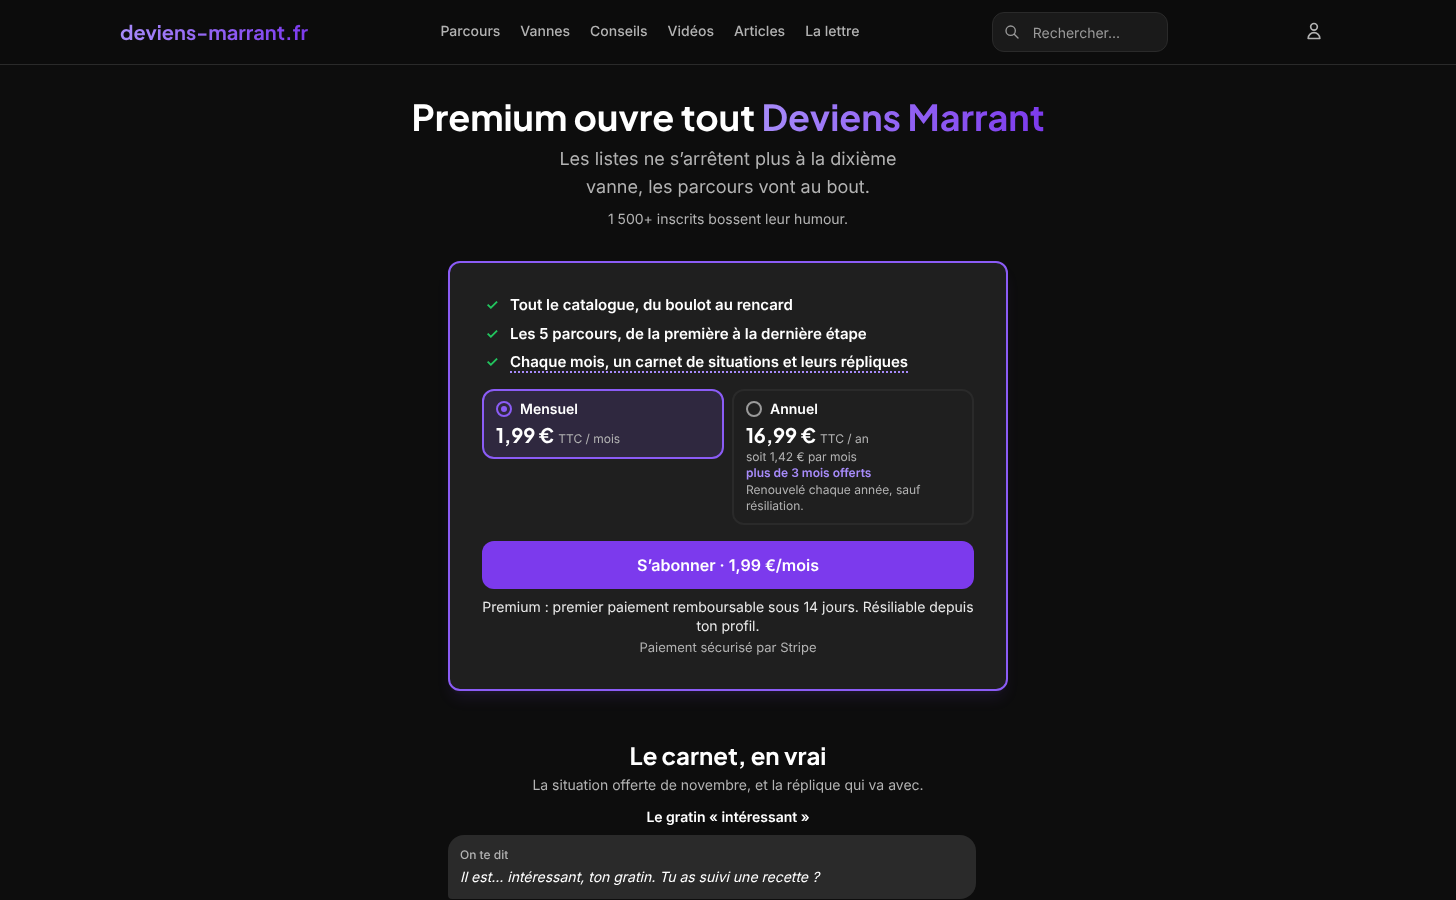 deviens-marrant.fr
Parcours
Vannes
Conseils
Vidéos
Articles
La lettre
Rechercher...
Premium ouvre tout Deviens Marrant
Les listes ne s’arrêtent plus à la dixième
vanne, les parcours vont au bout.
1 500+ inscrits bossent leur humour.
Tout le catalogue, du boulot au rencard
Les 5 parcours, de la première à la dernière étape
Chaque mois, un carnet de situations et leurs répliques
Mensuel
1,99 € TTC / mois
Annuel
16,99 € TTC / an
soit 1,42 € par mois
plus de 3 mois offerts
Renouvelé chaque année, sauf
résiliation.
S’abonner · 1,99 €/mois
Premium : premier paiement remboursable sous 14 jours. Résiliable depuis
ton profil.
Paiement sécurisé par Stripe
Le carnet, en vrai
La situation offerte de novembre, et la réplique qui va avec.
Le gratin « intéressant »
On te dit
Il est… intéressant, ton gratin. Tu as suivi une recette ?